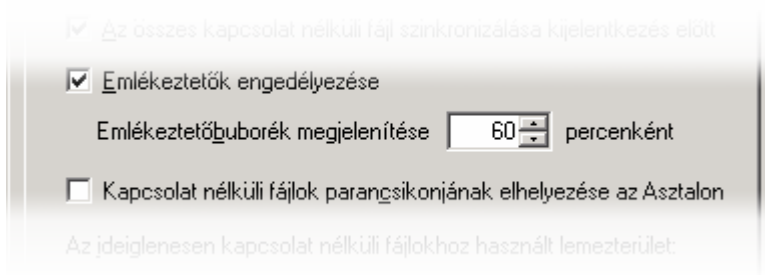 Az összes kapcsolat nélküli fájl szinkronizálása kijelentkezés előtt
Emlékeztetők engedélyezése
Emlékeztetőbuborék megjelenítése 60 percenként
Kapcsolat nélküli fájlok parancsikonjának elhelyezése az Asztalon
Az ideiglenesen kapcsolat nélküli fájlokhoz használt lemezterület: